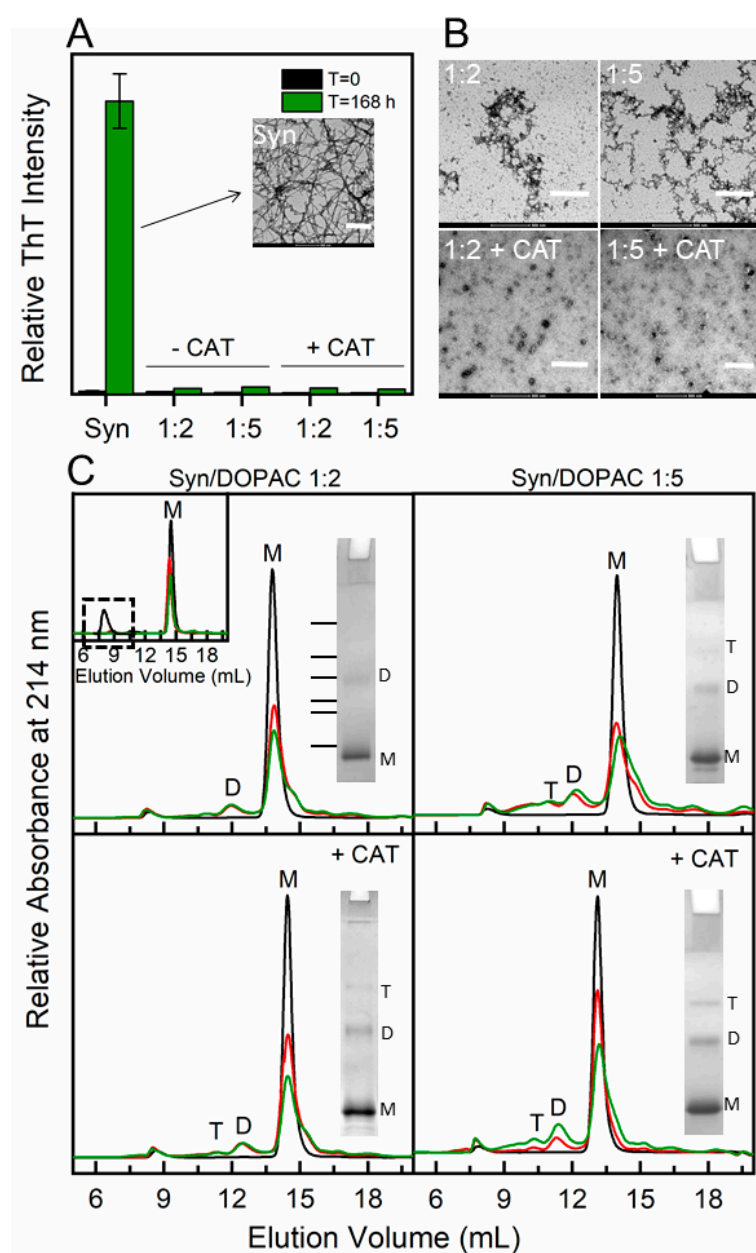 A
T=0
T=168 h
Syn
Relative ThT Intensity
- CAT
+ CAT
Syn
1:2
1:5
1:2
1:5
B
1:2
1:5
1:2 + CAT
1:5 + CAT
C
Syn/DOPAC 1:2
Syn/DOPAC 1:5
M
6 9 12 15 18
Elution Volume (mL)
M
D
D
M
M
T
D
T
D
M
Relative Absorbance at 214 nm
+ CAT
M
T
D
T
D
M
+ CAT
M
T
D
T
D
M
6 9 12 15 18
6 9 12 15 18
Elution Volume (mL)